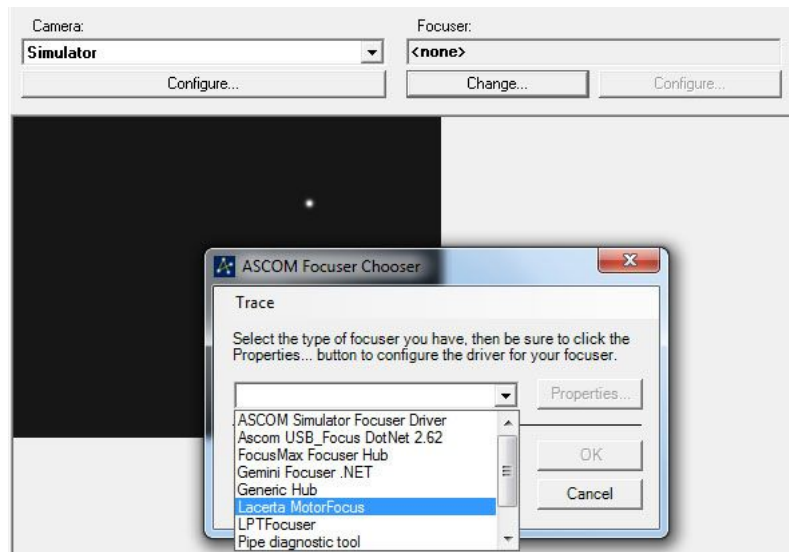 Camera:
Focuser:
Simulator
<none>
Configure...
Change...
Configure...
ASCOM Focuser Chooser
Trace
Select the type of focuser you have, then be sure to click the
Properties... button to configure the driver for your focuser.
Properties...
ASCOM Simulator Focuser Driver
Ascom USB_Focus DotNet 2.62
FocusMax Focuser Hub
Gemini Focuser .NET
Generic Hub
Lacerta MotorFocus
LPTFocuser
Pipe diagnostic tool
OK
Cancel